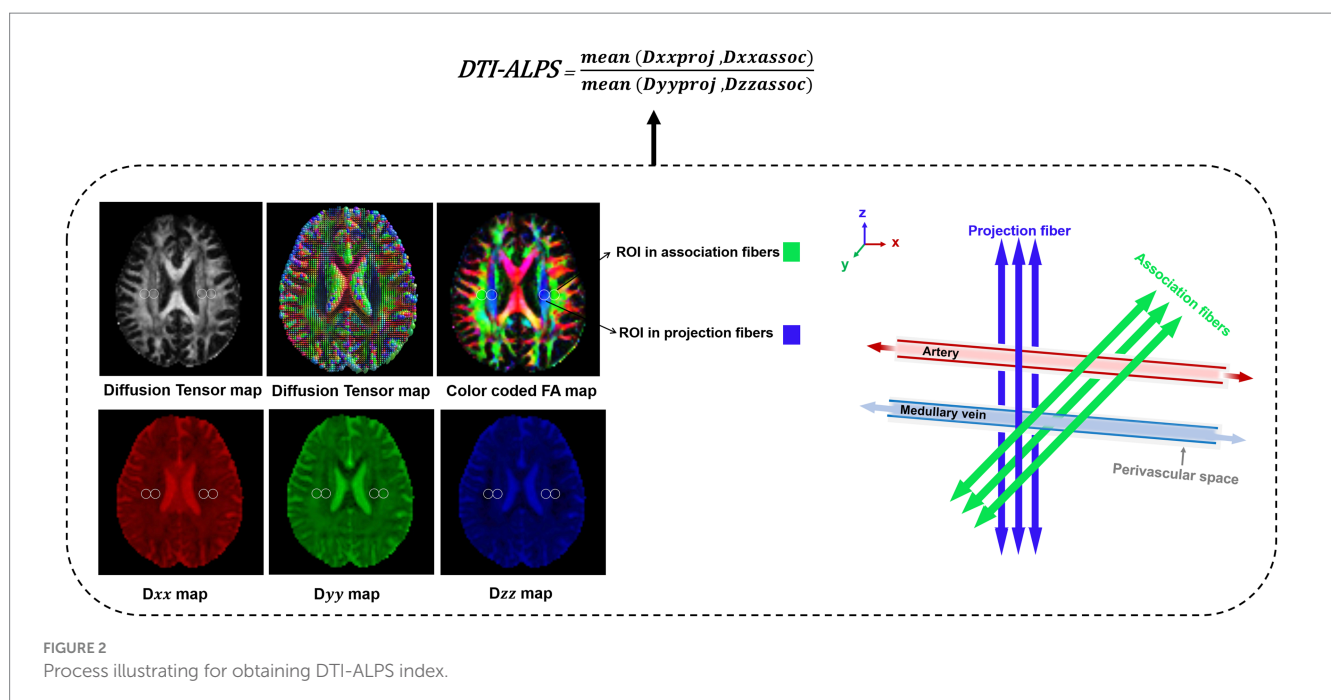 DTI-ALPS = mean (Dxxproj ,Dxxassoc)
mean (Dyyproj ,Dzzassoc)
Diffusion Tensor map
Diffusion Tensor map
Color coded FA map
ROI in association fibers
ROI in projection fibers
Dxx map
Dyy map
Dzz map
z
x
y
Projection fiber
Association fibers
Artery
Medullary vein
Perivascular space
FIGURE 2
Process illustrating for obtaining DTI-ALPS index.